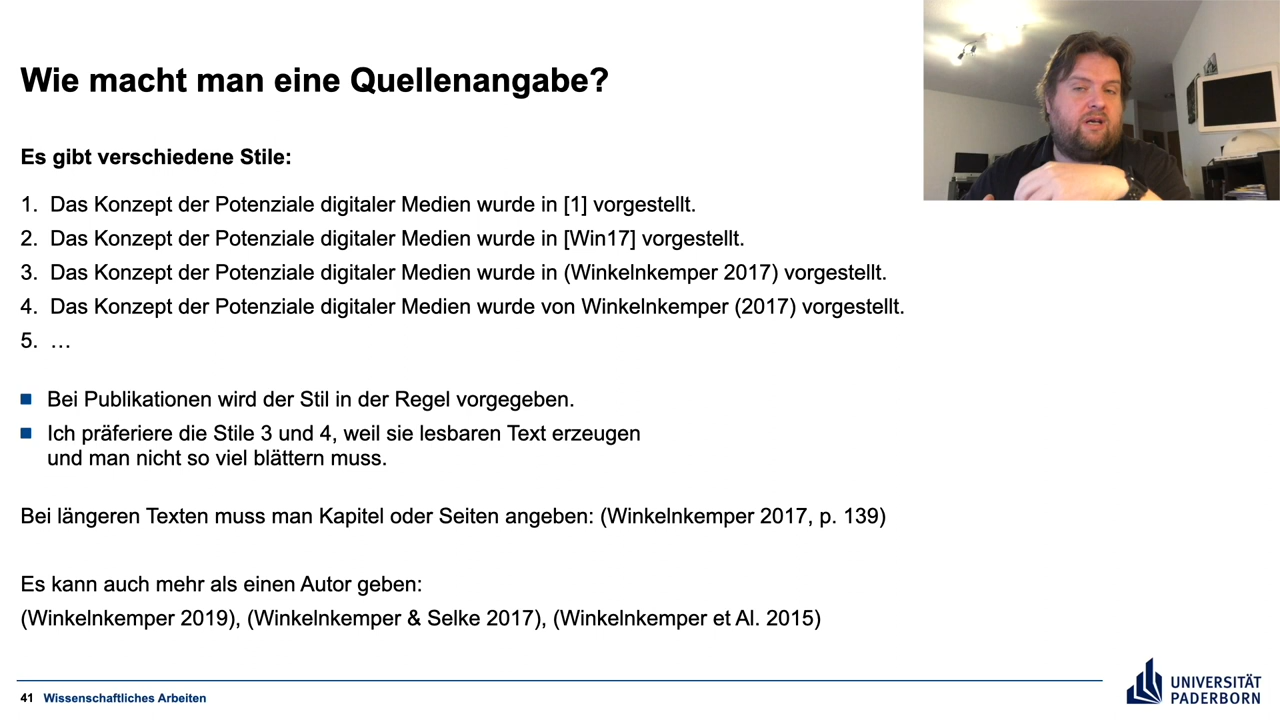 Wie macht man eine Quellenangabe?
Es gibt verschiedene Stile:
1. Das Konzept der Potenziale digitaler Medien wurde in [1] vorgestellt.
2. Das Konzept der Potenziale digitaler Medien wurde in [Win17] vorgestellt.
3. Das Konzept der Potenziale digitaler Medien wurde in (Winkelnkemper 2017) vorgestellt.
4. Das Konzept der Potenziale digitaler Medien wurde von Winkelnkemper (2017) vorgestellt.
5. …
Bei Publikationen wird der Stil in der Regel vorgegeben.
Ich präferiere die Stile 3 und 4, weil sie lesbaren Text erzeugen
und man nicht so viel blättern muss.
Bei längeren Texten muss man Kapitel oder Seiten angeben: (Winkelnkemper 2017, p. 139)
Es kann auch mehr als einen Autor geben:
(Winkelnkemper 2019), (Winkelnkemper & Selke 2017), (Winkelnkemper et Al. 2015)
41 Wissenschaftliches Arbeiten
UNIVERSITÄT
PADERBORN